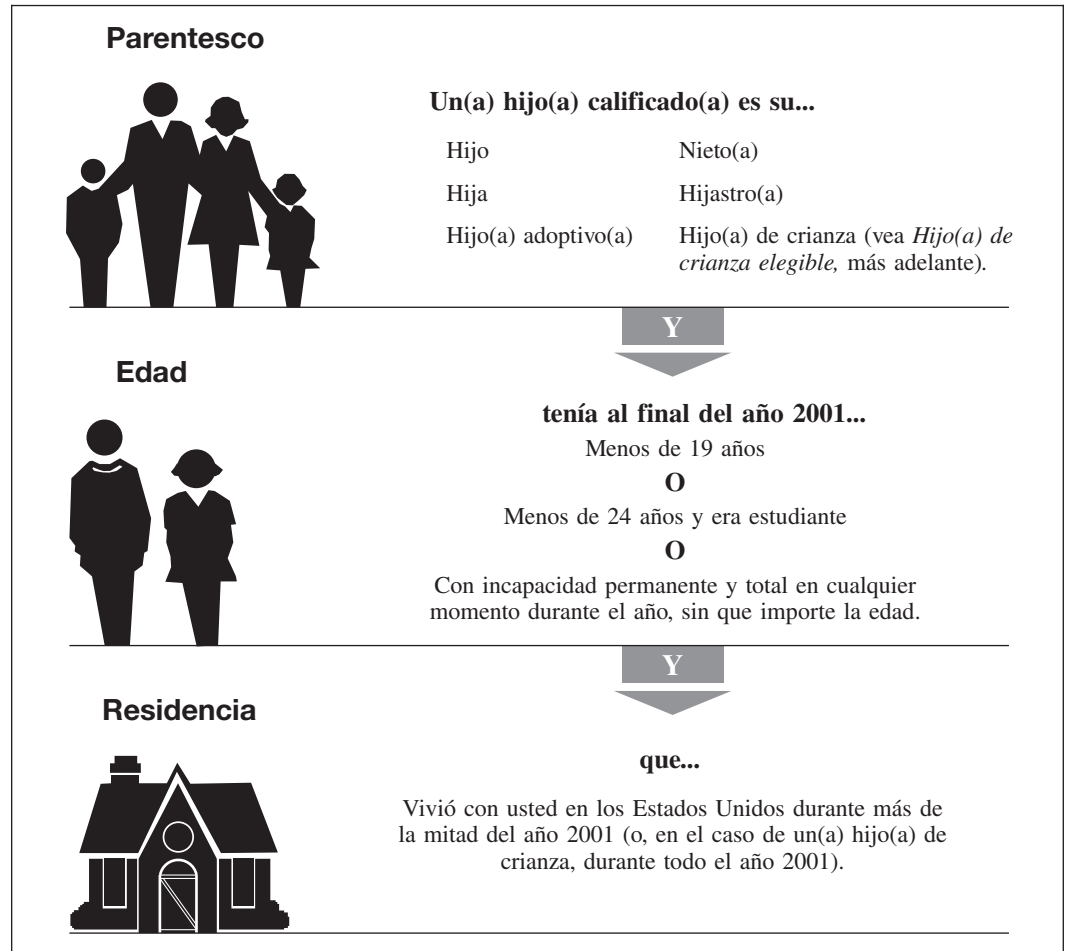 Parentesco
Un(a) hijo(a) calificado(a) es su...
Hijo
Nieto(a)
Hija
Hijastro(a)
Hijo(a) adoptivo(a)
Hijo(a) de crianza (vea Hijo(a) de
crianza elegible, más adelante).
Y
Edad
tenía al final del año 2001...
Menos de 19 años
O
Menos de 24 años y era estudiante
O
Con incapacidad permanente y total en cualquier
momento durante el año, sin que importe la edad.
Y
Residencia
que...
Vivió con usted en los Estados Unidos durante más de
la mitad del año 2001 (o, en el caso de un(a) hijo(a) de
crianza, durante todo el año 2001).